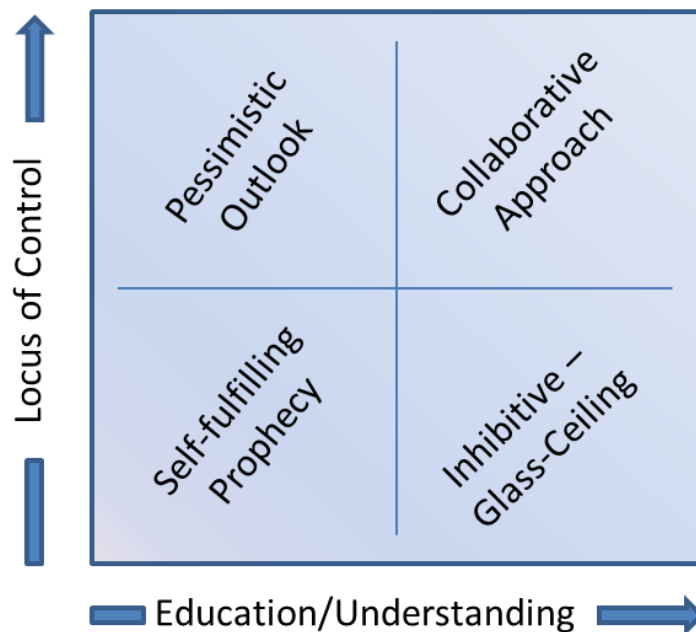 Locus of Control
Pessimistic
Outlook
Collaborative
Approach
Self-fulfilling
Prophecy
Inhibitive –
Glass-Ceiling
Education/Understanding